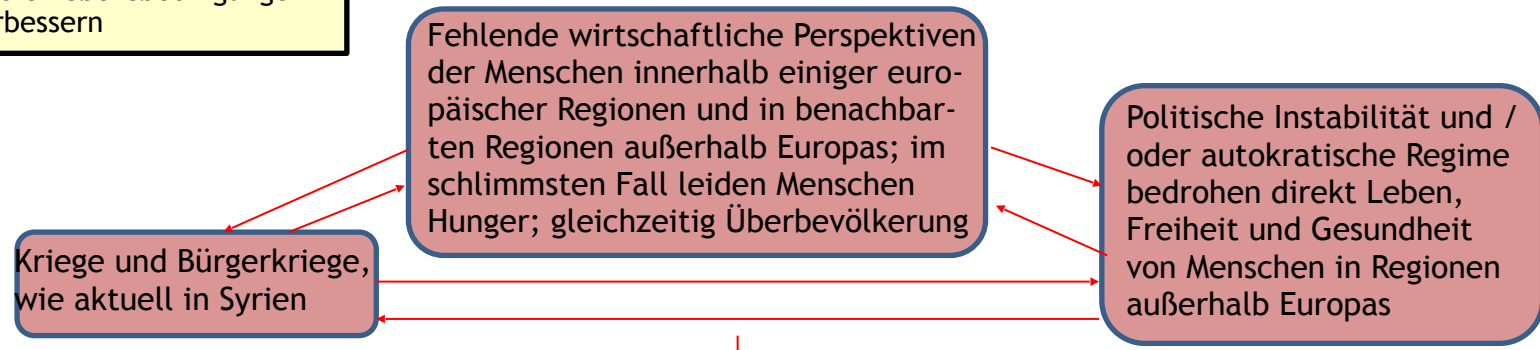 rbessern
Fehlende wirtschaftliche Perspektiven
der Menschen innerhalb einiger euro-
päischer Regionen und in benachbar-
ten Regionen außerhalb Europas; im
schlimmsten Fall leiden Menschen
Hunger; gleichzeitig Überbevölkerung
Politische Instabilität und /
oder autokratische Regime
bedrohen direkt Leben,
Freiheit und Gesundheit
von Menschen in Regionen
außerhalb Europas
Kriege und Bürgerkriege,
wie aktuell in Syrien